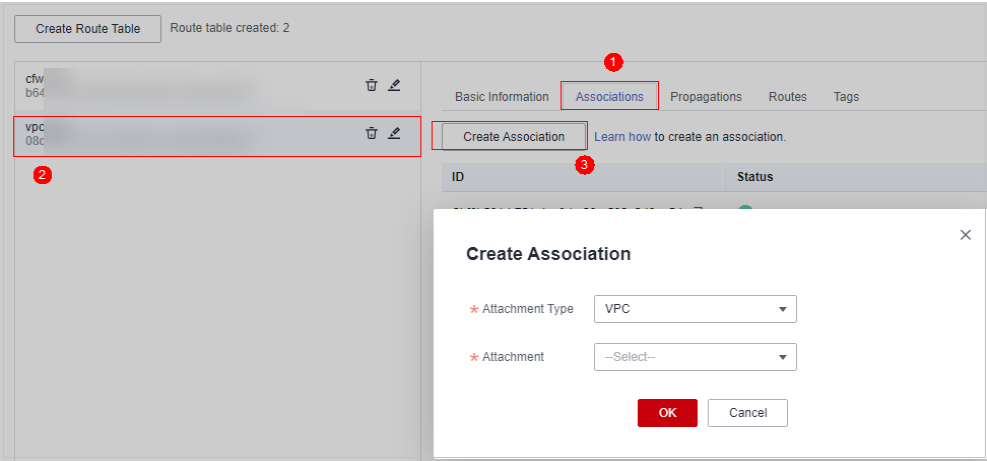 Create Route Table Route table created: 2
1
cfw
b64
Basic Information Associations Propagations Routes Tags
vpc
08c
Create Association Learn how to create an association.
2
3
ID Status
Create Association
* Attachment Type VPC
* Attachment --Select--
OK Cancel